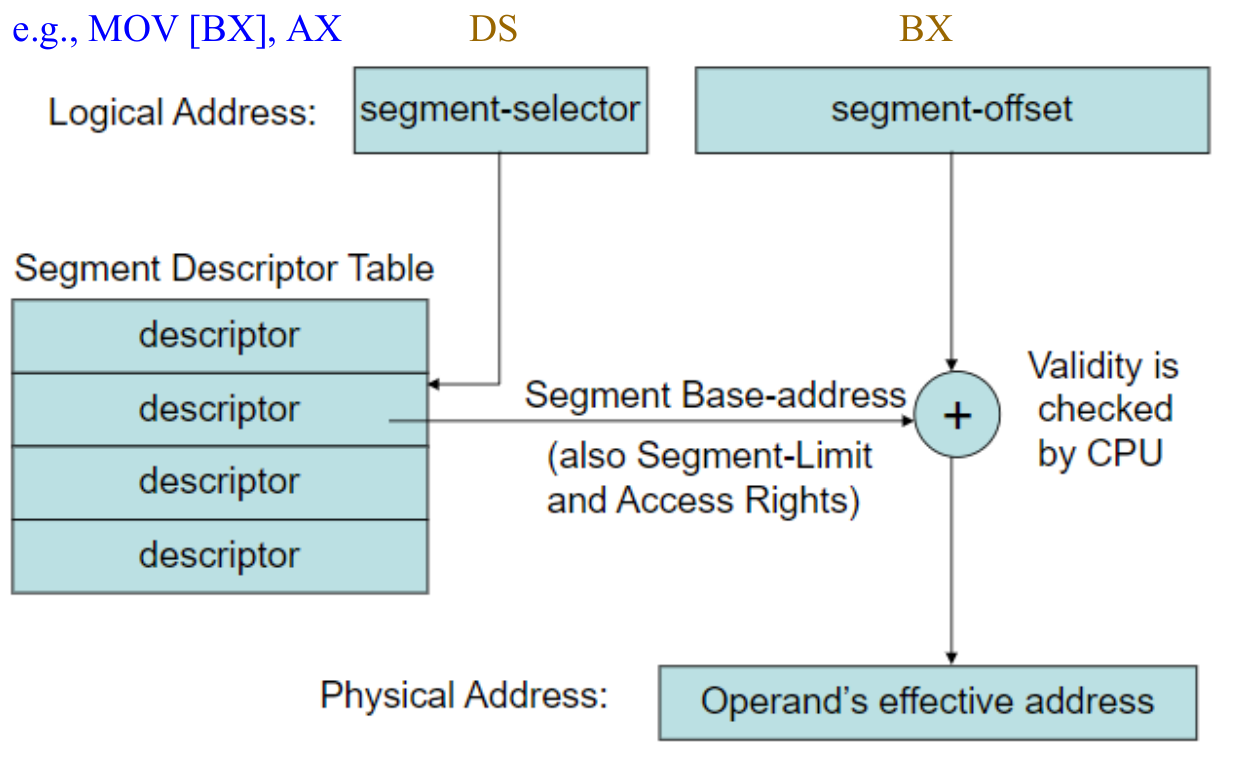 e.g., MOV [BX], AX DS BX
Logical Address: segment-selector segment-offset
Segment Descriptor Table
descriptor
descriptor
descriptor
descriptor
Segment Base-address
(also Segment-Limit
and Access Rights)
+
Validity is
checked
by CPU
Physical Address: Operand’s effective address